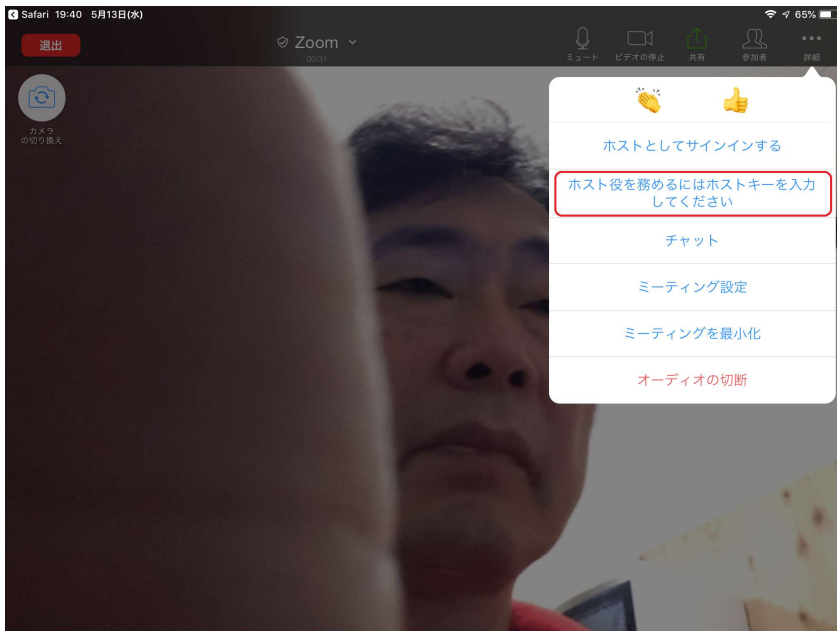 Safari 19:40 5月13日(水)
65%
退出
Zoom
00:31
ミュート
ビデオの停止
共有
参加者
詳細
カメラ
の切り換え
ホストとしてサインインする
ホスト役を務めるにはホストキーを入力
してください
チャット
ミーティング設定
ミーティングを最小化
オーディオの切断